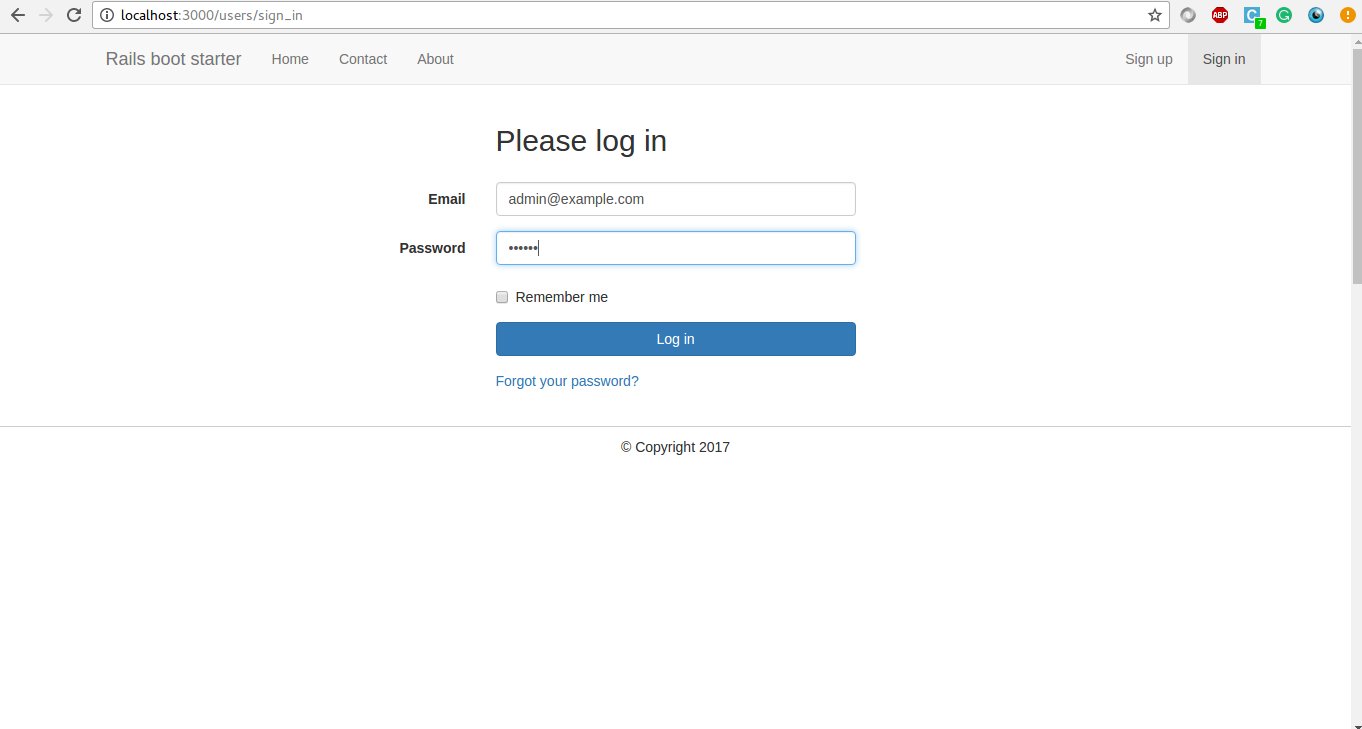 localhost:3000/users/sign_in
ABP
C
7
G
Rails boot starter Home Contact About Sign up Sign in
Please log in
Email admin@example.com
Password ••••••
Remember me
Log in
Forgot your password?
© Copyright 2017